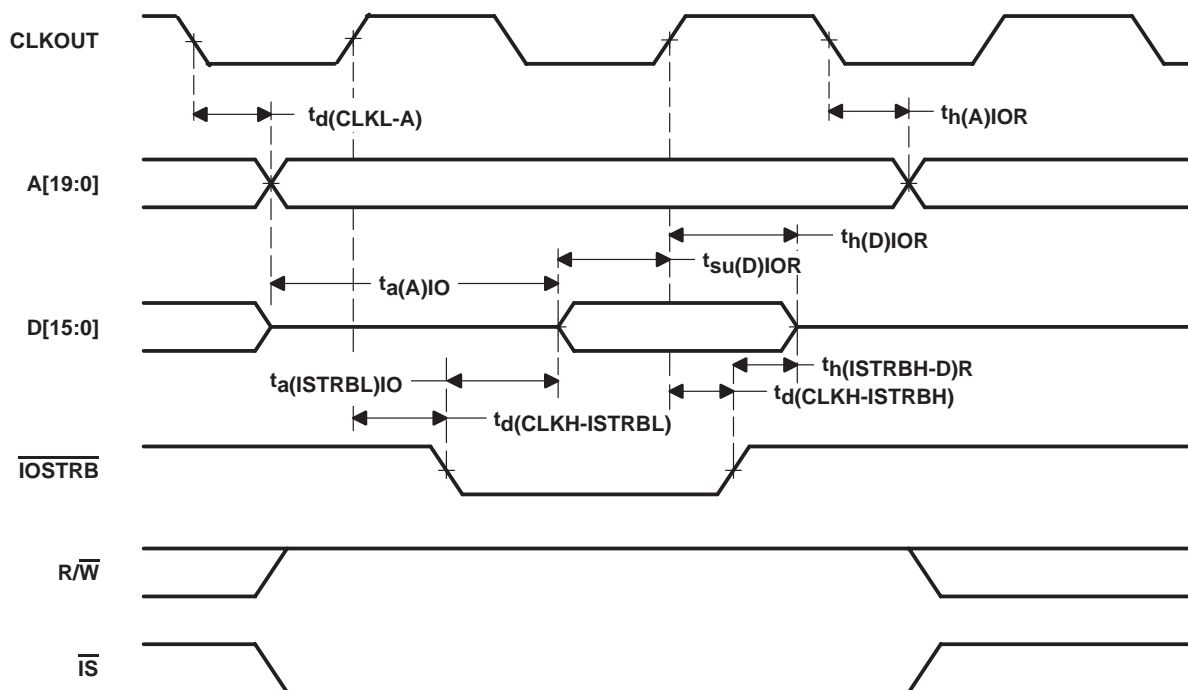 CLKOUT
td(CLKL-A)
th(A)IOR
A[19:0]
th(D)IOR
tsu(D)IOR
ta(A)IO
D[15:0]
th(ISTRBH-D)R
ta(ISTRBL)IO
td(CLKH-ISTRBH)
td(CLKH-ISTRBL)
IOSTRB
R/W
IS